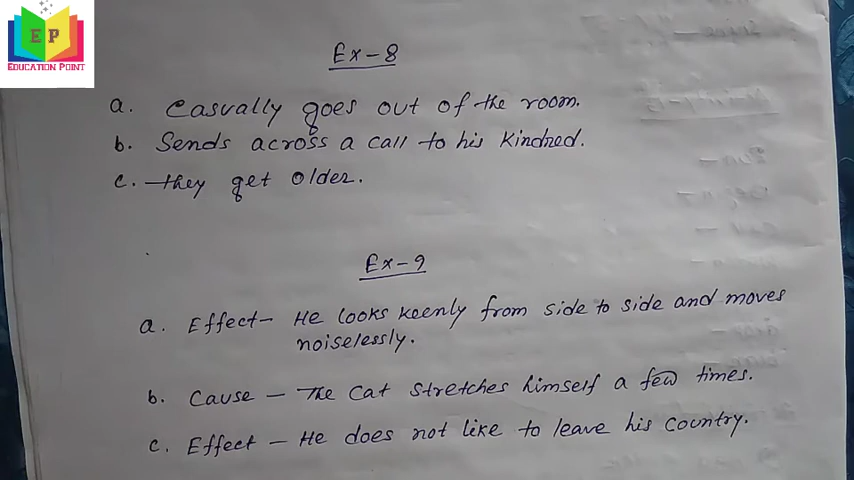 E P
EDUCATION POINT
Ex-8
a. Casually goes out of the room.
b. Sends across a call to his Kindred.
c. They get older.
Ex-9
a. Effect- He looks keenly from side to side and moves
noiselessly.
b. Cause - The Cat stretches himself a few times.
c. Effect - He does not like to leave his country.